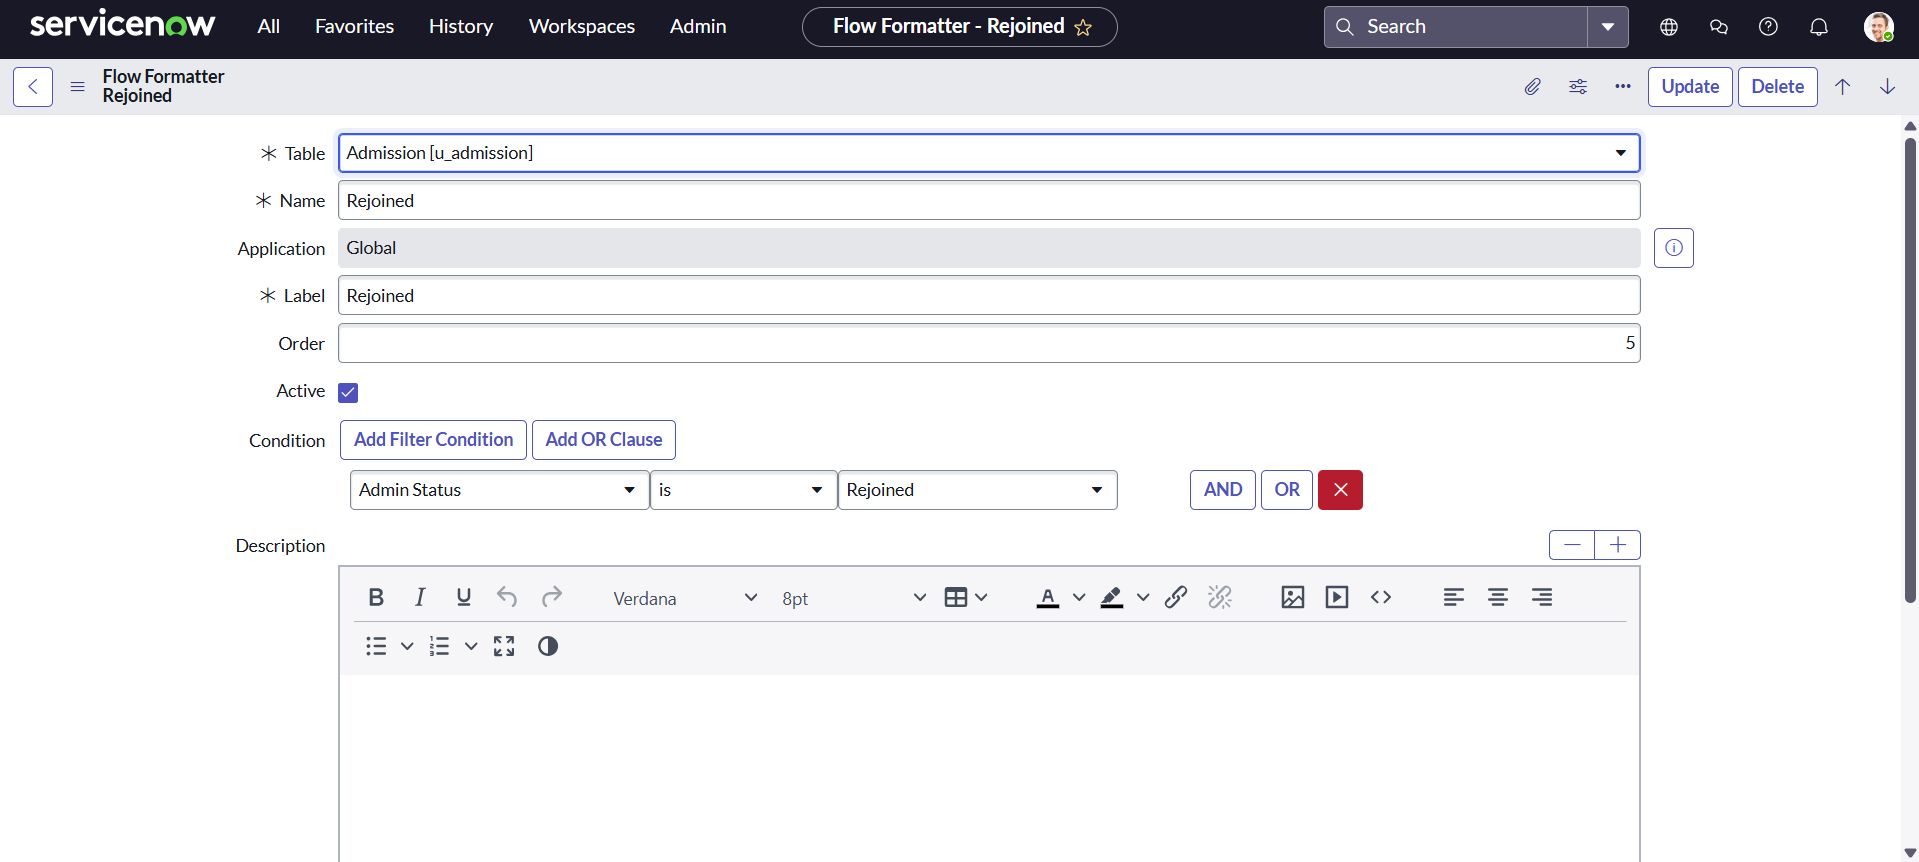 servicenow All Favorites History Workspaces Admin Flow Formatter - Rejoined Search
Flow Formatter
Rejoined
Update Delete
Table Admission [u_admission]
Name Rejoined
Application Global
Label Rejoined
Order 5
Active
Condition Add Filter Condition Add OR Clause
Admin Status is Rejoined AND OR
Description
B I U Verdana 8pt A